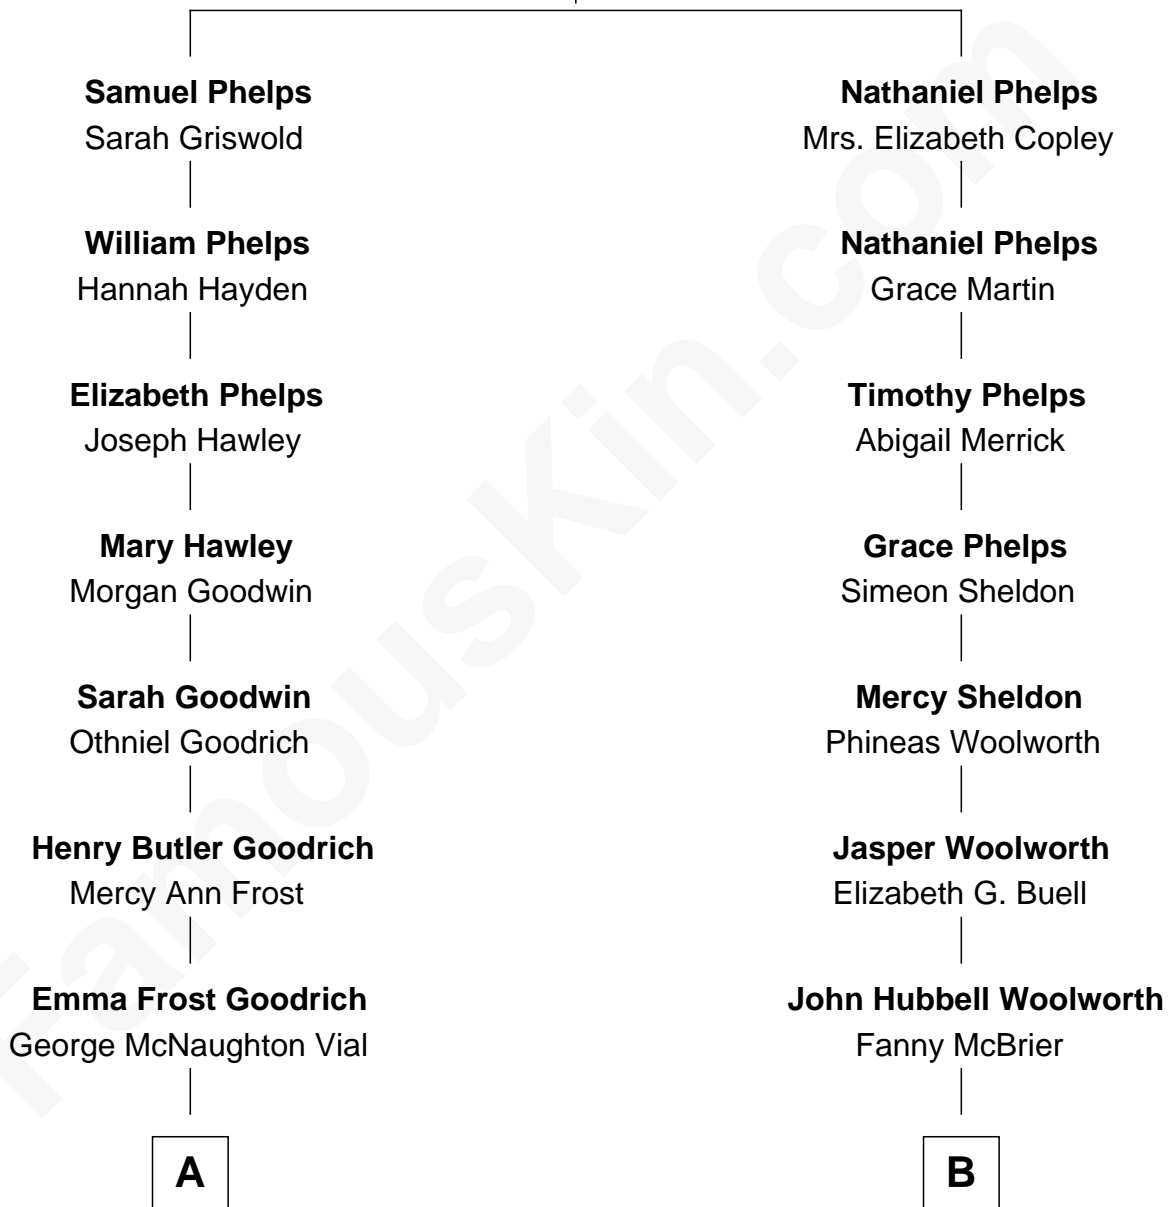 Samuel Phelps
Sarah Griswold
William Phelps
Hannah Hayden
Elizabeth Phelps
Joseph Hawley
Mary Hawley
Morgan Goodwin
Sarah Goodwin
Othniel Goodrich
Henry Butler Goodrich
Mercy Ann Frost
Emma Frost Goodrich
George McNaughton Vial
A
Nathaniel Phelps
Mrs. Elizabeth Copley
Nathaniel Phelps
Grace Martin
Timothy Phelps
Abigail Merrick
Grace Phelps
Simeon Sheldon
Mercy Sheldon
Phineas Woolworth
Jasper Woolworth
Elizabeth G. Buell
John Hubbell Woolworth
Fanny McBrier
B
FamousKin.com